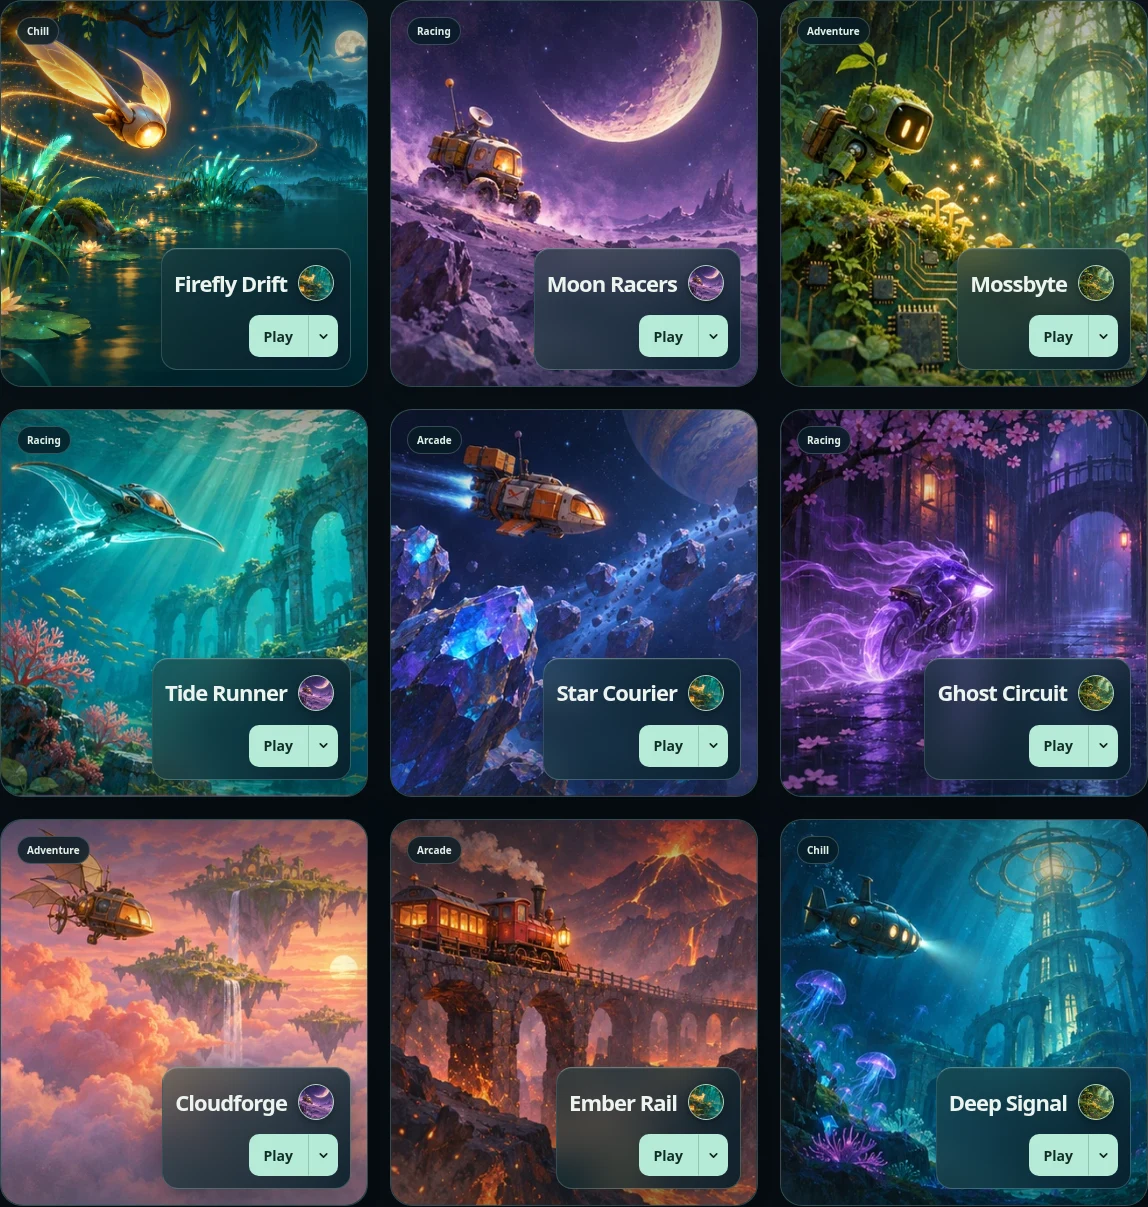 Chill
Firefly Drift
Play
Racing
Moon Racers
Play
Adventure
Mossbyte
Play
Racing
Tide Runner
Play
Arcade
Star Courier
Play
Racing
Ghost Circuit
Play
Adventure
Cloudforge
Play
Arcade
Ember Rail
Play
Chill
Deep Signal
Play